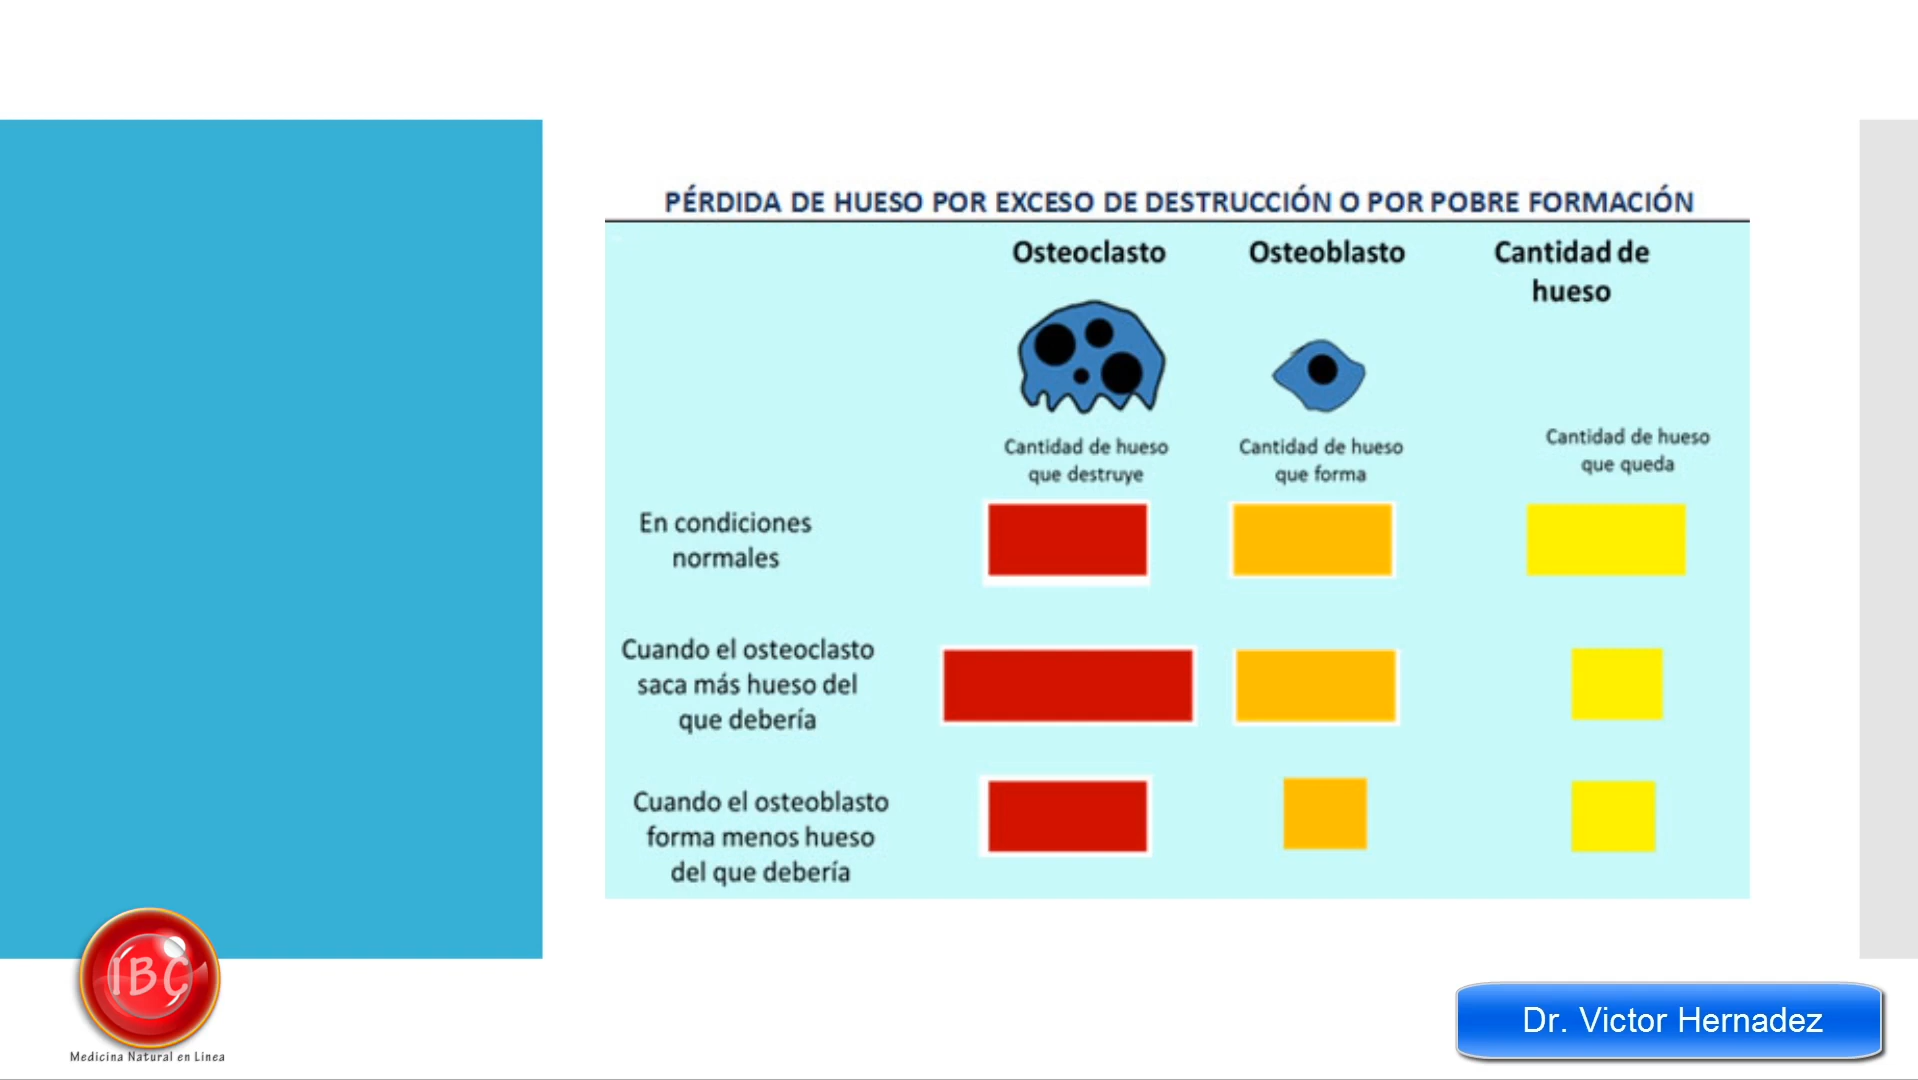 PÉRDIDA DE HUESO POR EXCESO DE DESTRUCCIÓN O POR POBRE FORMACIÓN
Osteoclasto
Osteoblasto
Cantidad de
hueso
Cantidad de hueso
que destruye
Cantidad de hueso
que forma
Cantidad de hueso
que queda
En condiciones
normales
Cuando el osteoclasto
saca más hueso del
que debería
Cuando el osteoblasto
forma menos hueso
del que debería
IBC
Medicina Natural en Linea
Dr. Victor Hernadez